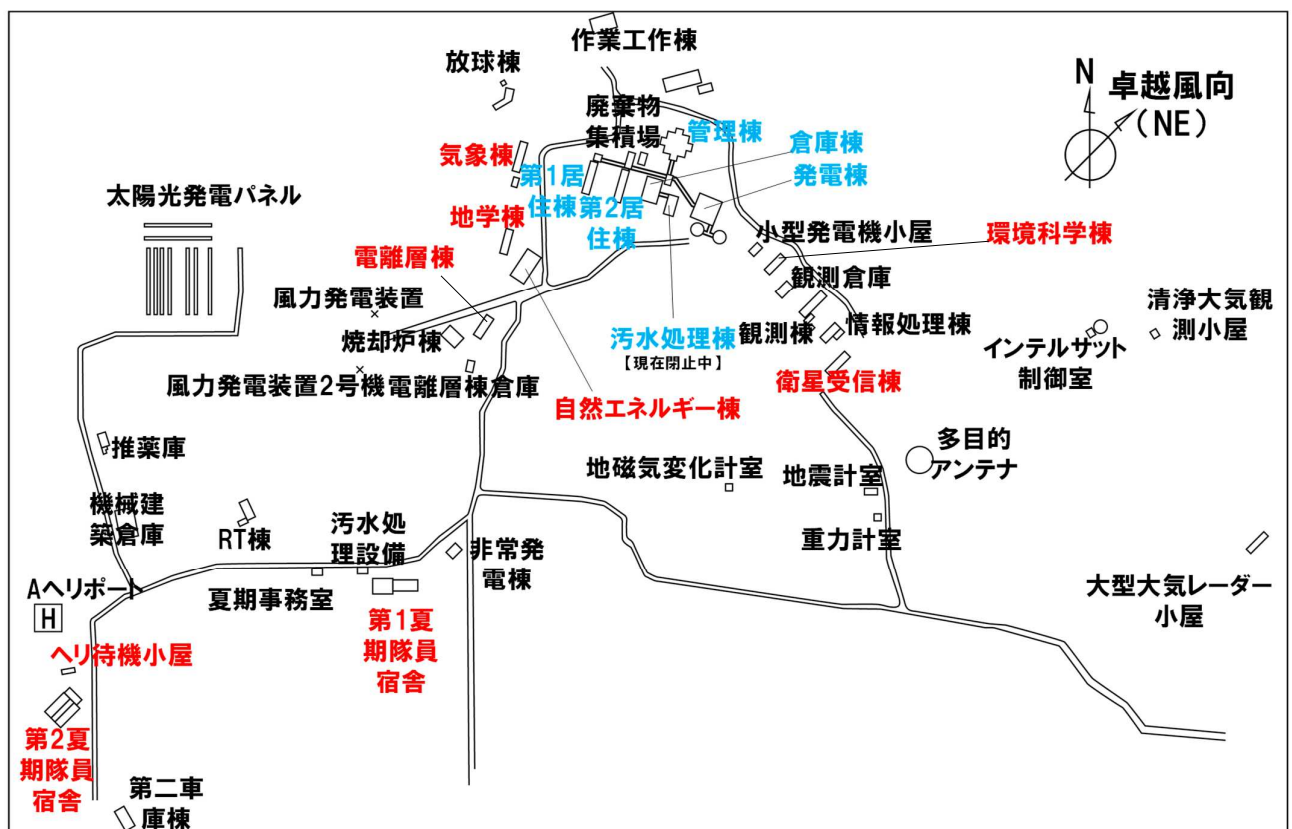 作業工作棟
放球棟
N
卓越風向
（NE）
廃棄物
集積場
管理棟
倉庫棟
発電棟
気象棟
第1居
住棟
第2居
住棟
太陽光発電パネル
地学棟
小型発電機小屋
環境科学棟
電離層棟
観測倉庫
風力発電装置
清浄大気観
測小屋
焼却炉棟
汚水処理棟
【現在閉止中】
観測棟
情報処理棟
インテルサット
制御室
風力発電装置2号機
電離層棟倉庫
衛星受信棟
自然エネルギー棟
推薬庫
多目的
アンテナ
地磁気変化計室
地震計室
機械建
築倉庫
RT棟
汚水処
理設備
非常発
電棟
重力計室
Aヘリポート
H
夏期事務室
大型大気レーダー
小屋
第1夏
期隊員
宿舎
ヘリ待機小屋
第2夏
期隊員
宿舎
第二車
庫棟